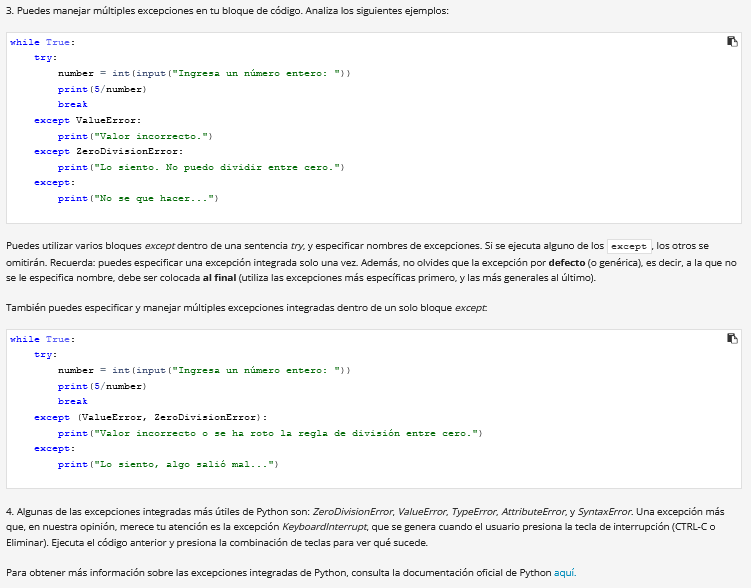 3. Puedes manejar múltiples excepciones en tu bloque de código. Analiza los siguientes ejemplos:
while True:
    try:
        number = int(input("Ingresa un número entero: "))
        print(5/number)
        break
    except ValueError:
        print("Valor incorrecto.")
    except ZeroDivisionError:
        print("Lo siento. No puedo dividir entre cero.")
    except:
        print("No se que hacer...")
Puedes utilizar varios bloques except dentro de una sentencia try, y especificar nombres de excepciones. Si se ejecuta alguno de los except, los otros se
omitirán. Recuerda: puedes especificar una excepción integrada solo una vez. Además, no olvides que la excepción por defecto (o genérica), es decir, a la que no
se le especifica nombre, debe ser colocada al final (utiliza las excepciones más específicas primero, y las más generales al último).
También puedes especificar y manejar múltiples excepciones integradas dentro de un solo bloque except:
while True:
    try:
        number = int(input("Ingresa un número entero: "))
        print(5/number)
        break
    except (ValueError, ZeroDivisionError):
        print("Valor incorrecto o se ha roto la regla de división entre cero.")
    except:
        print("Lo siento, algo salió mal...")
4. Algunas de las excepciones integradas más útiles de Python son: ZeroDivisionError, ValueError, TypeError, AttributeError, y SyntaxError. Una excepción más
que, en nuestra opinión, merece tu atención es la excepción KeyboardInterrupt, que se genera cuando el usuario presiona la tecla de interrupción (CTRL-C o
Eliminar). Ejecuta el código anterior y presiona la combinación de teclas para ver qué sucede.
Para obtener más información sobre las excepciones integradas de Python, consulta la documentación oficial de Python aquí.